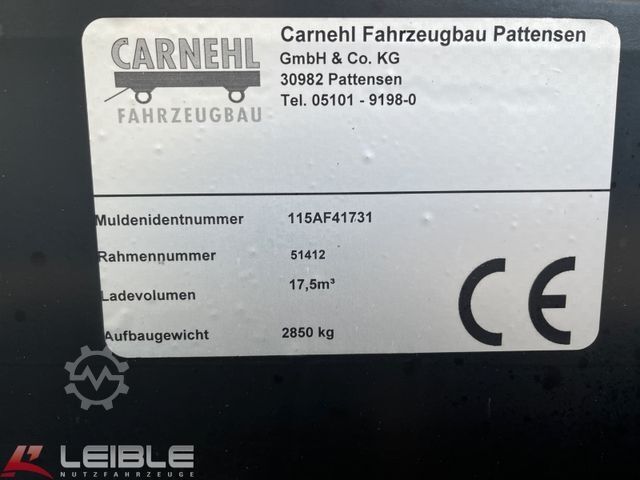 CARNEHL
FAHRZEUGBAU
Carnehl Fahrzeugbau Pattensen
GmbH & Co. KG
30982 Pattensen
Tel. 05101 - 9198-0
Muldenidentnummer 115AF41731
Rahmennummer 51412
Ladevolumen 17,5m³
Aufbaugewicht 2850 kg
CE
LEIBLE
NUTZFAHRZEUGE